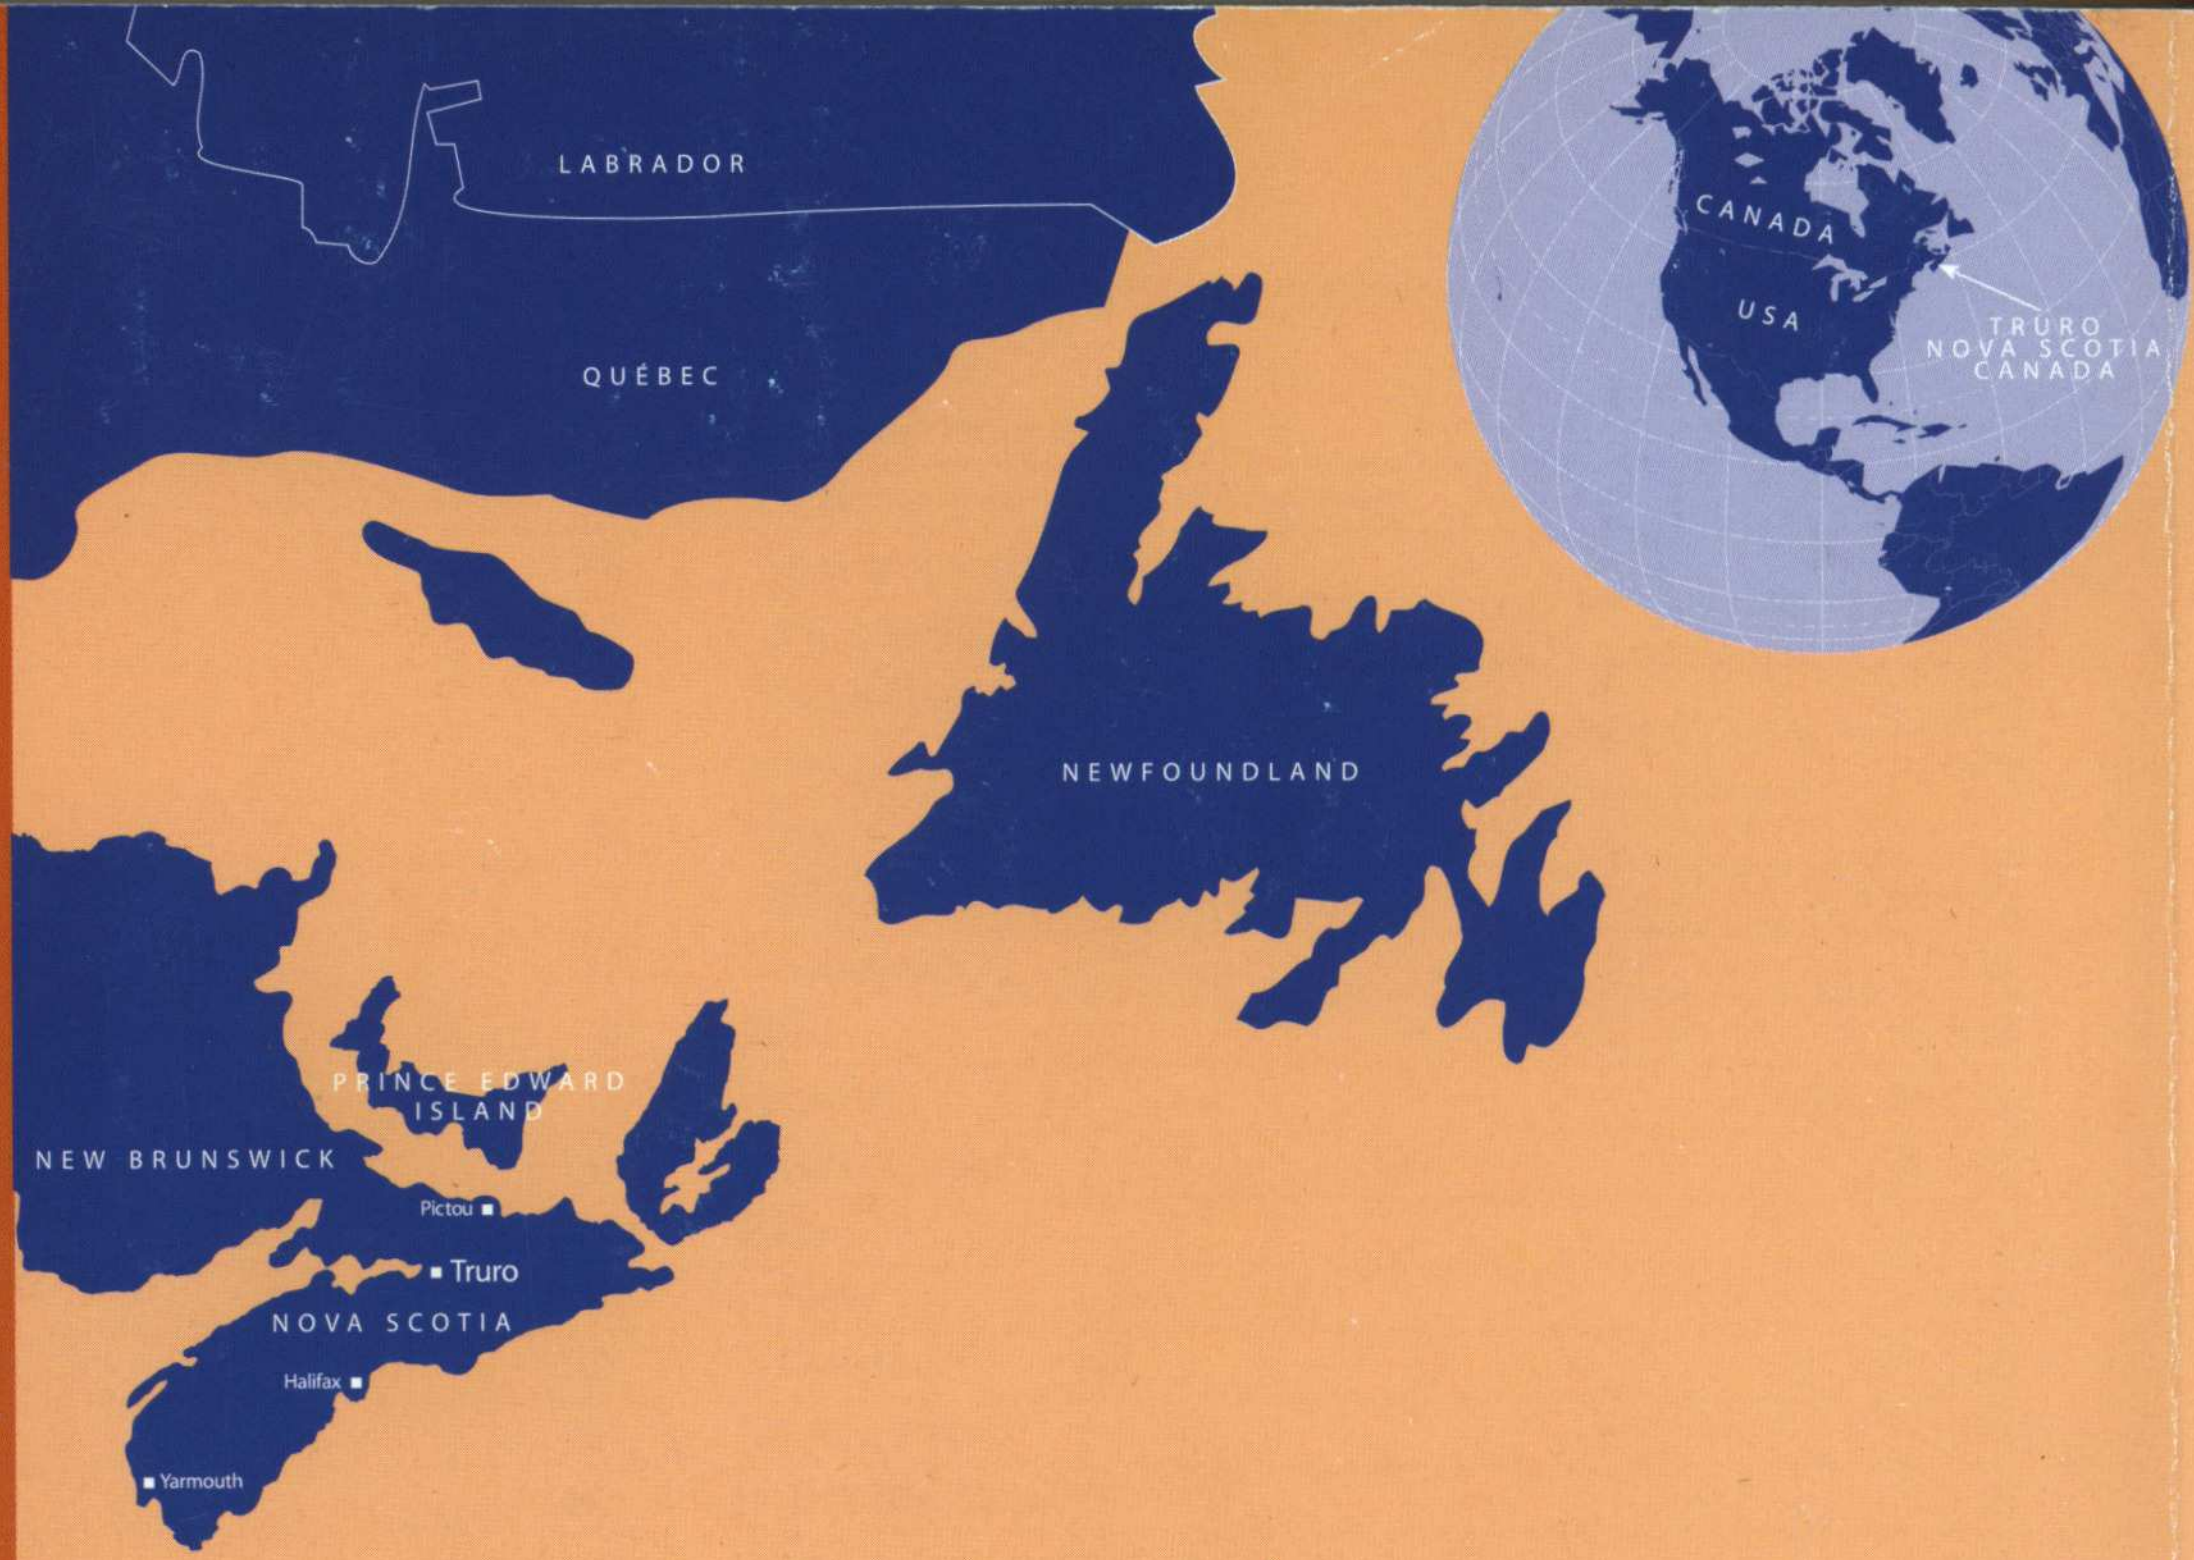 LABRADOR
QUÉBEC
CANADA
USA
TRURO
NOVA SCOTIA
CANADA
NEWFOUNDLAND
PRINCE EDWARD
ISLAND
NEW BRUNSWICK
Pictou
Truro
NOVA SCOTIA
Halifax
Yarmouth